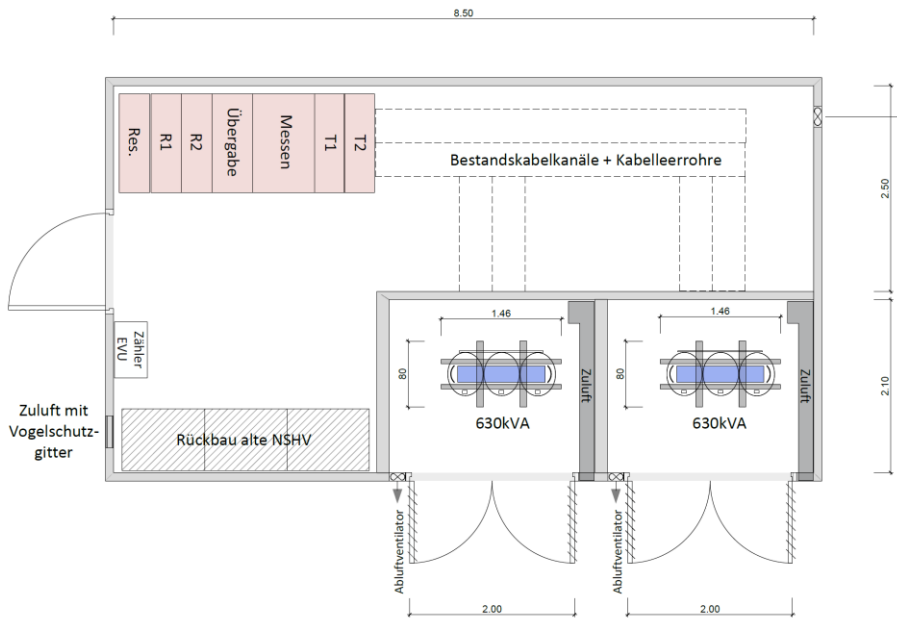 8.50
Res.
R1
R2
Übergabe
Messen
T1
T2
Bestandskabelkanäle + Kabelleerrohre
2.50
Zähler
EVU
1.46
80
Zuluft
630kVA
1.46
80
Zuluft
630kVA
2.10
Zuluft mit
Vogelschutz-
gitter
Rückbau alte NSHV
Abluftventilator
Abluftventilator
2.00
2.00